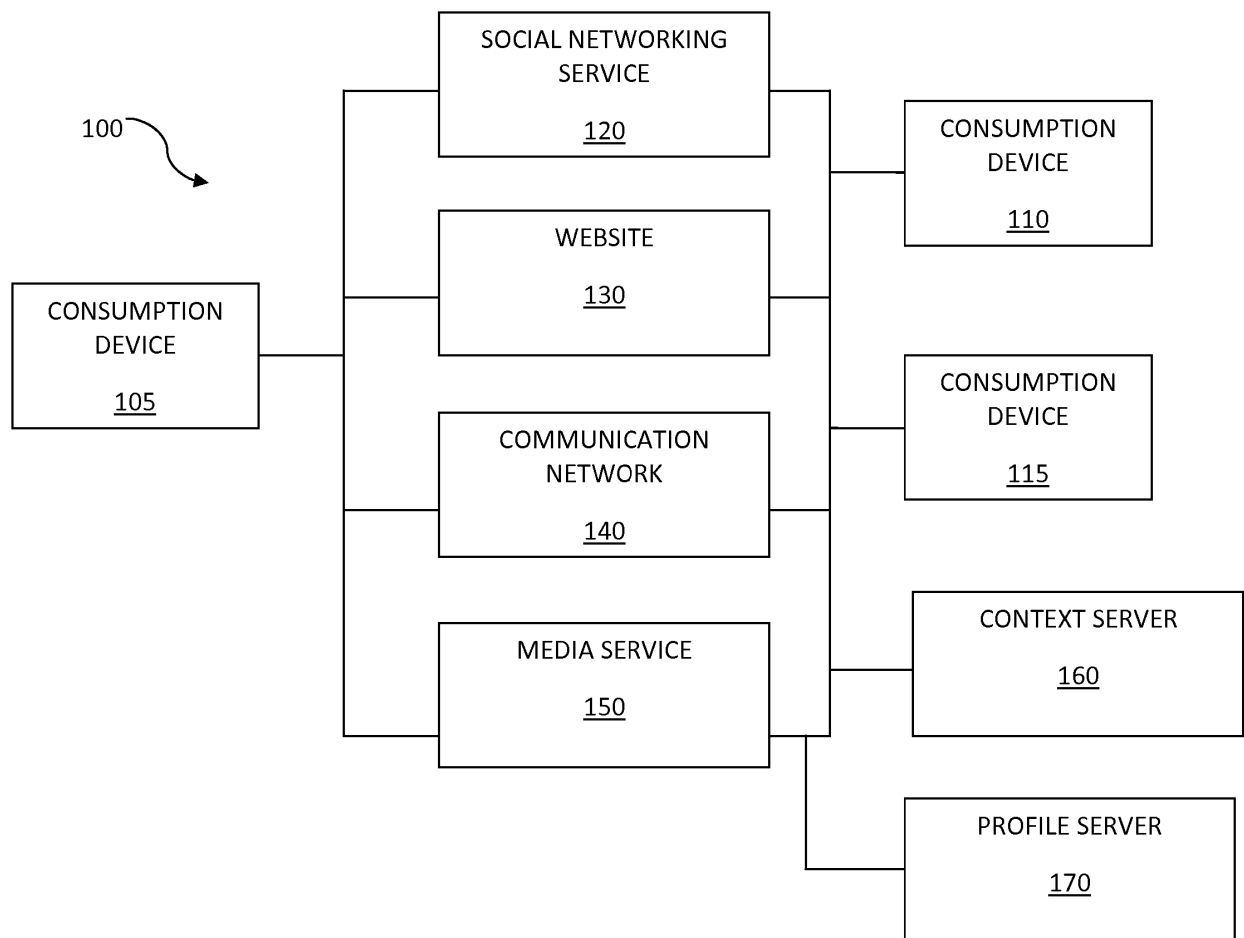 SOCIAL NETWORKING
SERVICE
120
100
CONSUMPTION
DEVICE
110
WEBSITE
130
CONSUMPTION
DEVICE
105
CONSUMPTION
DEVICE
115
COMMUNICATION
NETWORK
140
CONTEXT SERVER
160
MEDIA SERVICE
150
PROFILE SERVER
170